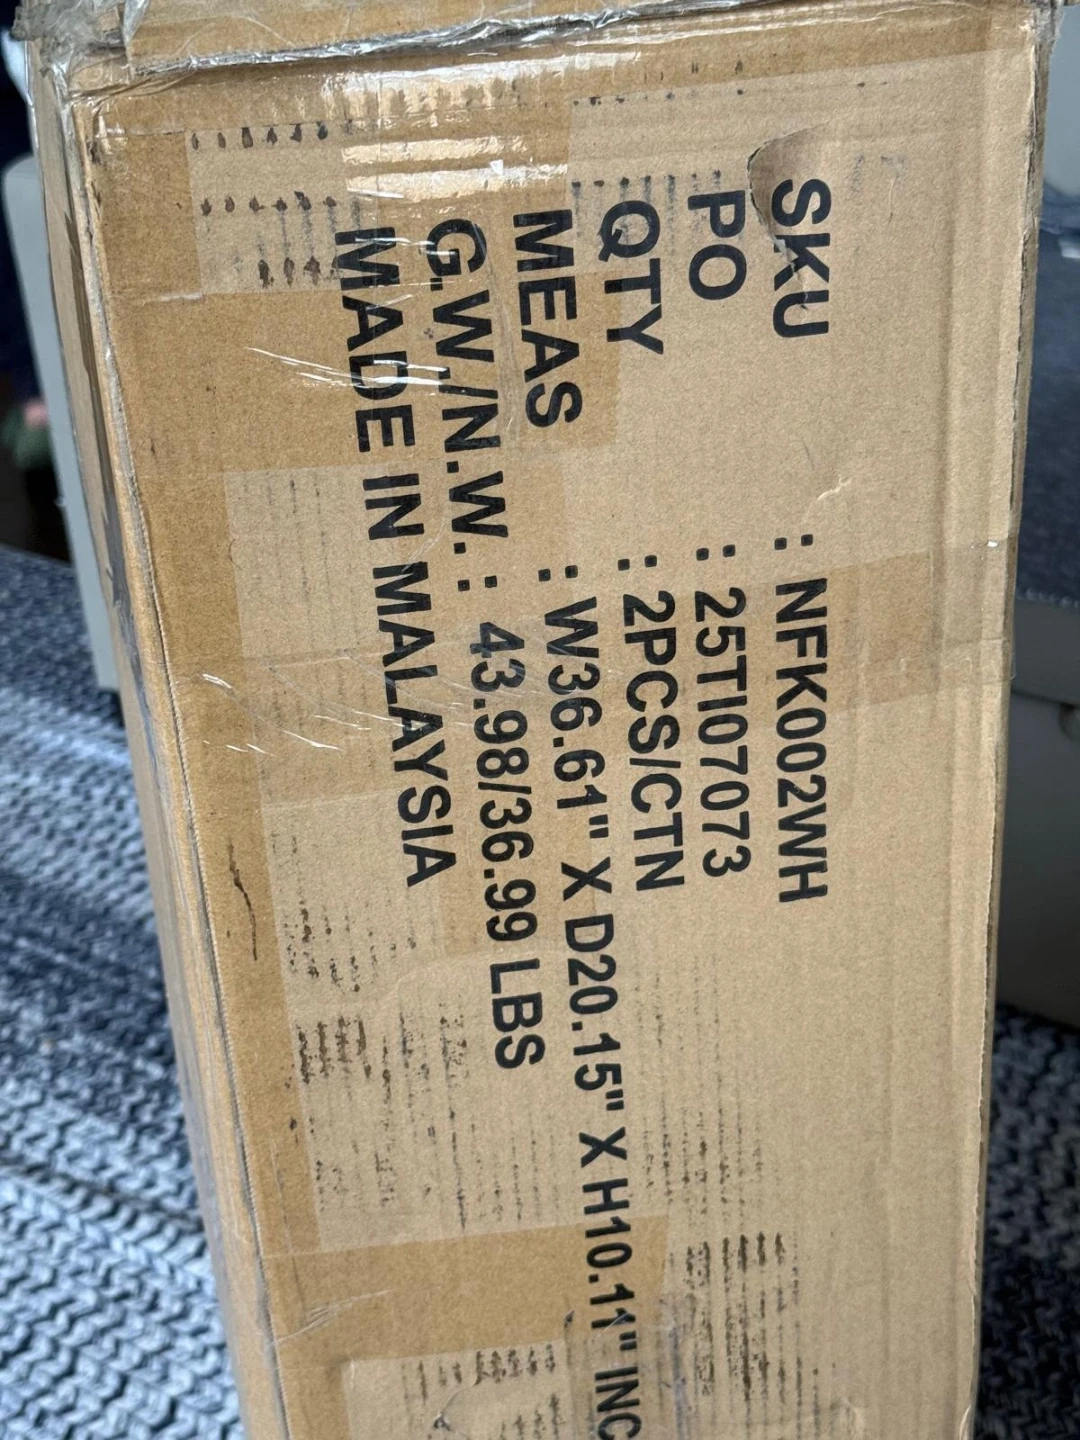 SKU : NFK002WH
PO : 25TI07073
QTY : 2PCS/CTN
MEAS : W36.61" X D20.15" X H10.11" INC
G.W./N.W. : 43.98/36.99 LBS
MADE IN MALAYSIA